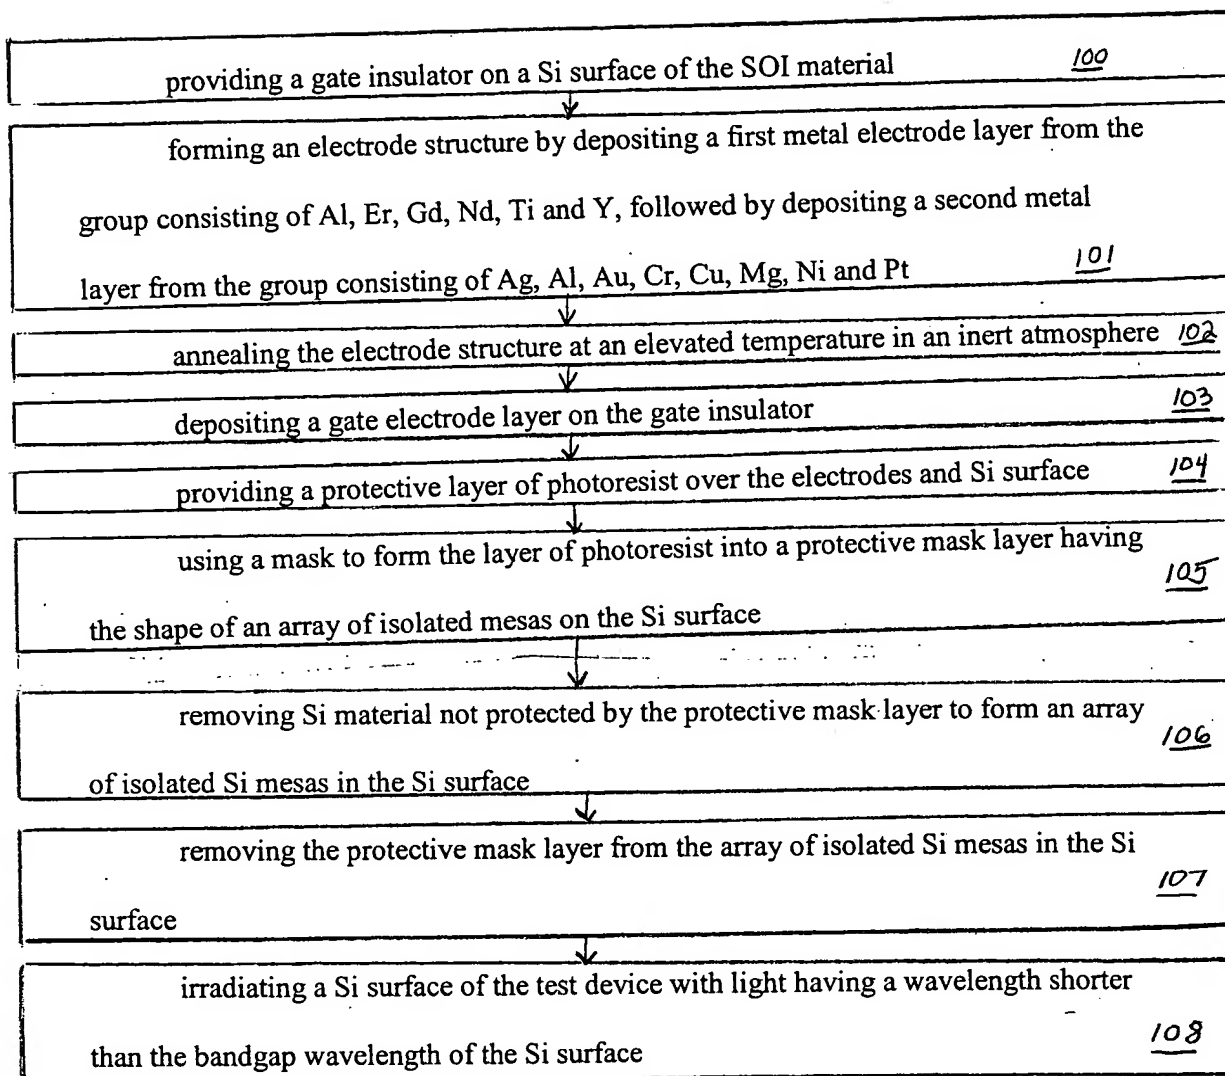 providing a gate insulator on a Si surface of the SOI material 100
forming an electrode structure by depositing a first metal electrode layer from the
group consisting of Al, Er, Gd, Nd, Ti and Y, followed by depositing a second metal
layer from the group consisting of Ag, Al, Au, Cr, Cu, Mg, Ni and Pt 101
annealing the electrode structure at an elevated temperature in an inert atmosphere 102
depositing a gate electrode layer on the gate insulator 103
providing a protective layer of photoresist over the electrodes and Si surface 104
using a mask to form the layer of photoresist into a protective mask layer having
105
the shape of an array of isolated mesas on the Si surface
removing Si material not protected by the protective mask layer to form an array
106
of isolated Si mesas in the Si surface
removing the protective mask layer from the array of isolated Si mesas in the Si
107
surface
irradiating a Si surface of the test device with light having a wavelength shorter
108
than the bandgap wavelength of the Si surface